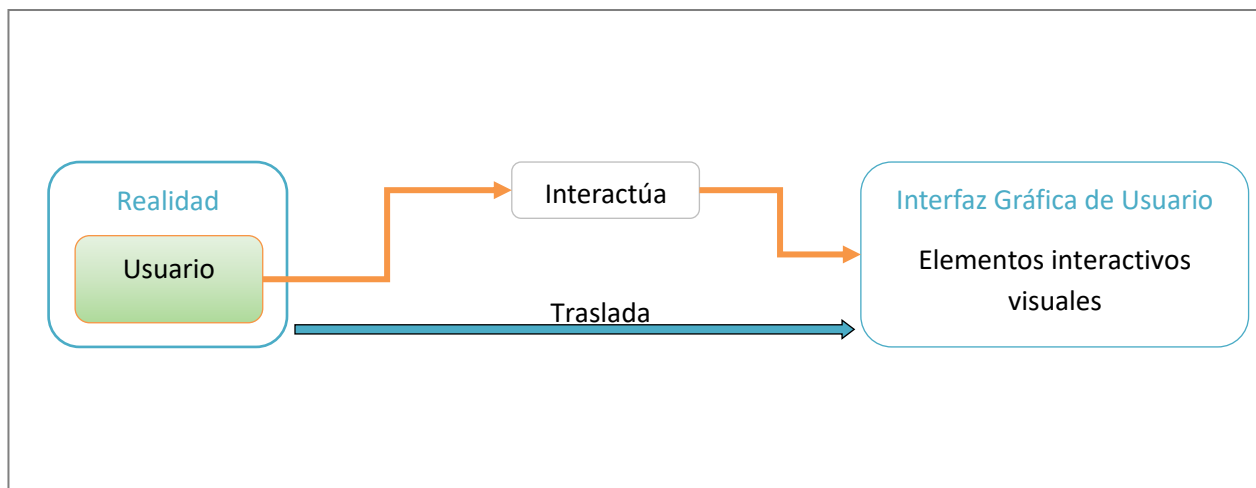 Realidad
Usuario
Interactúa
Traslada
Interfaz Gráfica de Usuario
Elementos interactivos
visuales